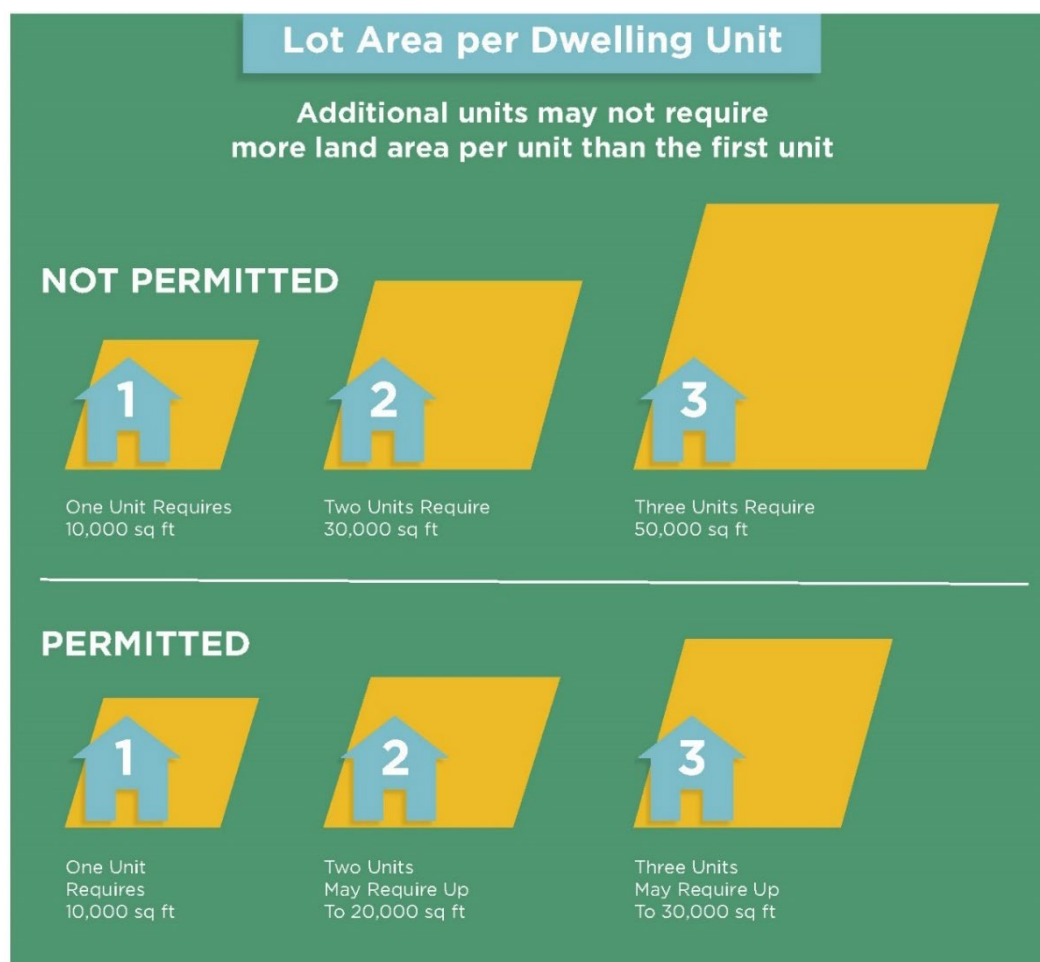 Lot Area per Dwelling Unit
Additional units may not require
more land area per unit than the first unit
NOT PERMITTED
1
2
3
One Unit Requires
10,000 sq ft
Two Units Require
30,000 sq ft
Three Units Require
50,000 sq ft
PERMITTED
1
2
3
One Unit
Requires
10,000 sq ft
Two Units
May Require Up
To 20,000 sq ft
Three Units
May Require Up
To 30,000 sq ft